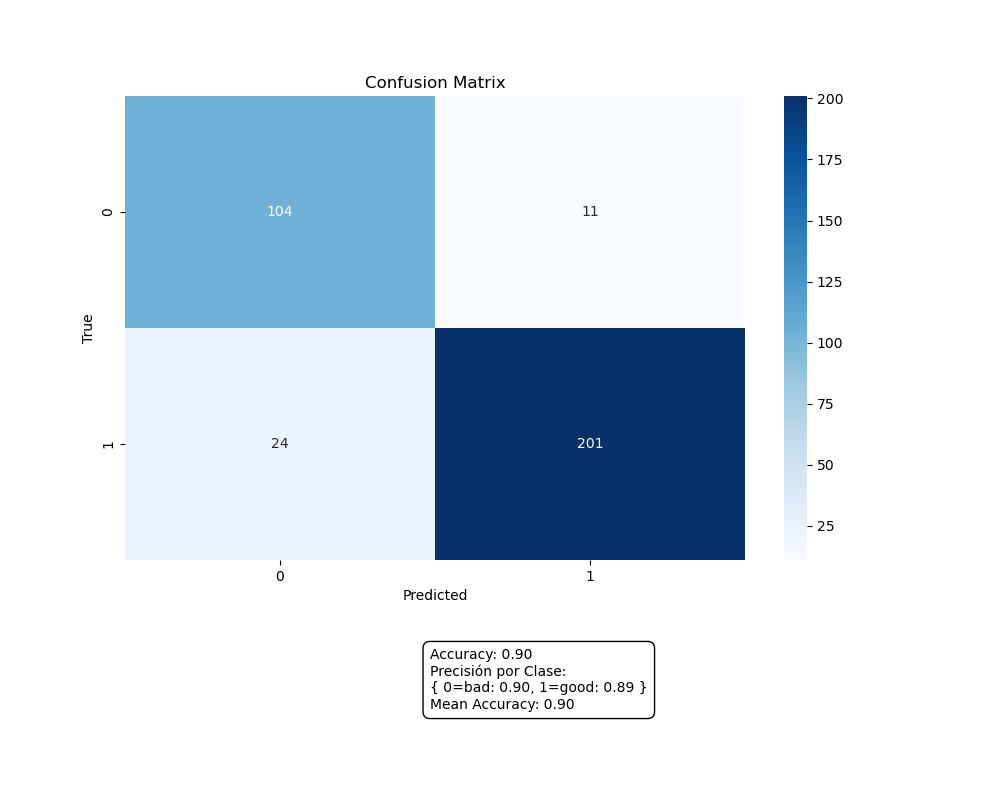 Confusion Matrix
True
0
1
104
11
24
201
0
1
Predicted
200
175
150
125
100
75
50
25
Accuracy: 0.90
Precisión por Clase:
{ 0=bad: 0.90, 1=good: 0.89 }
Mean Accuracy: 0.90